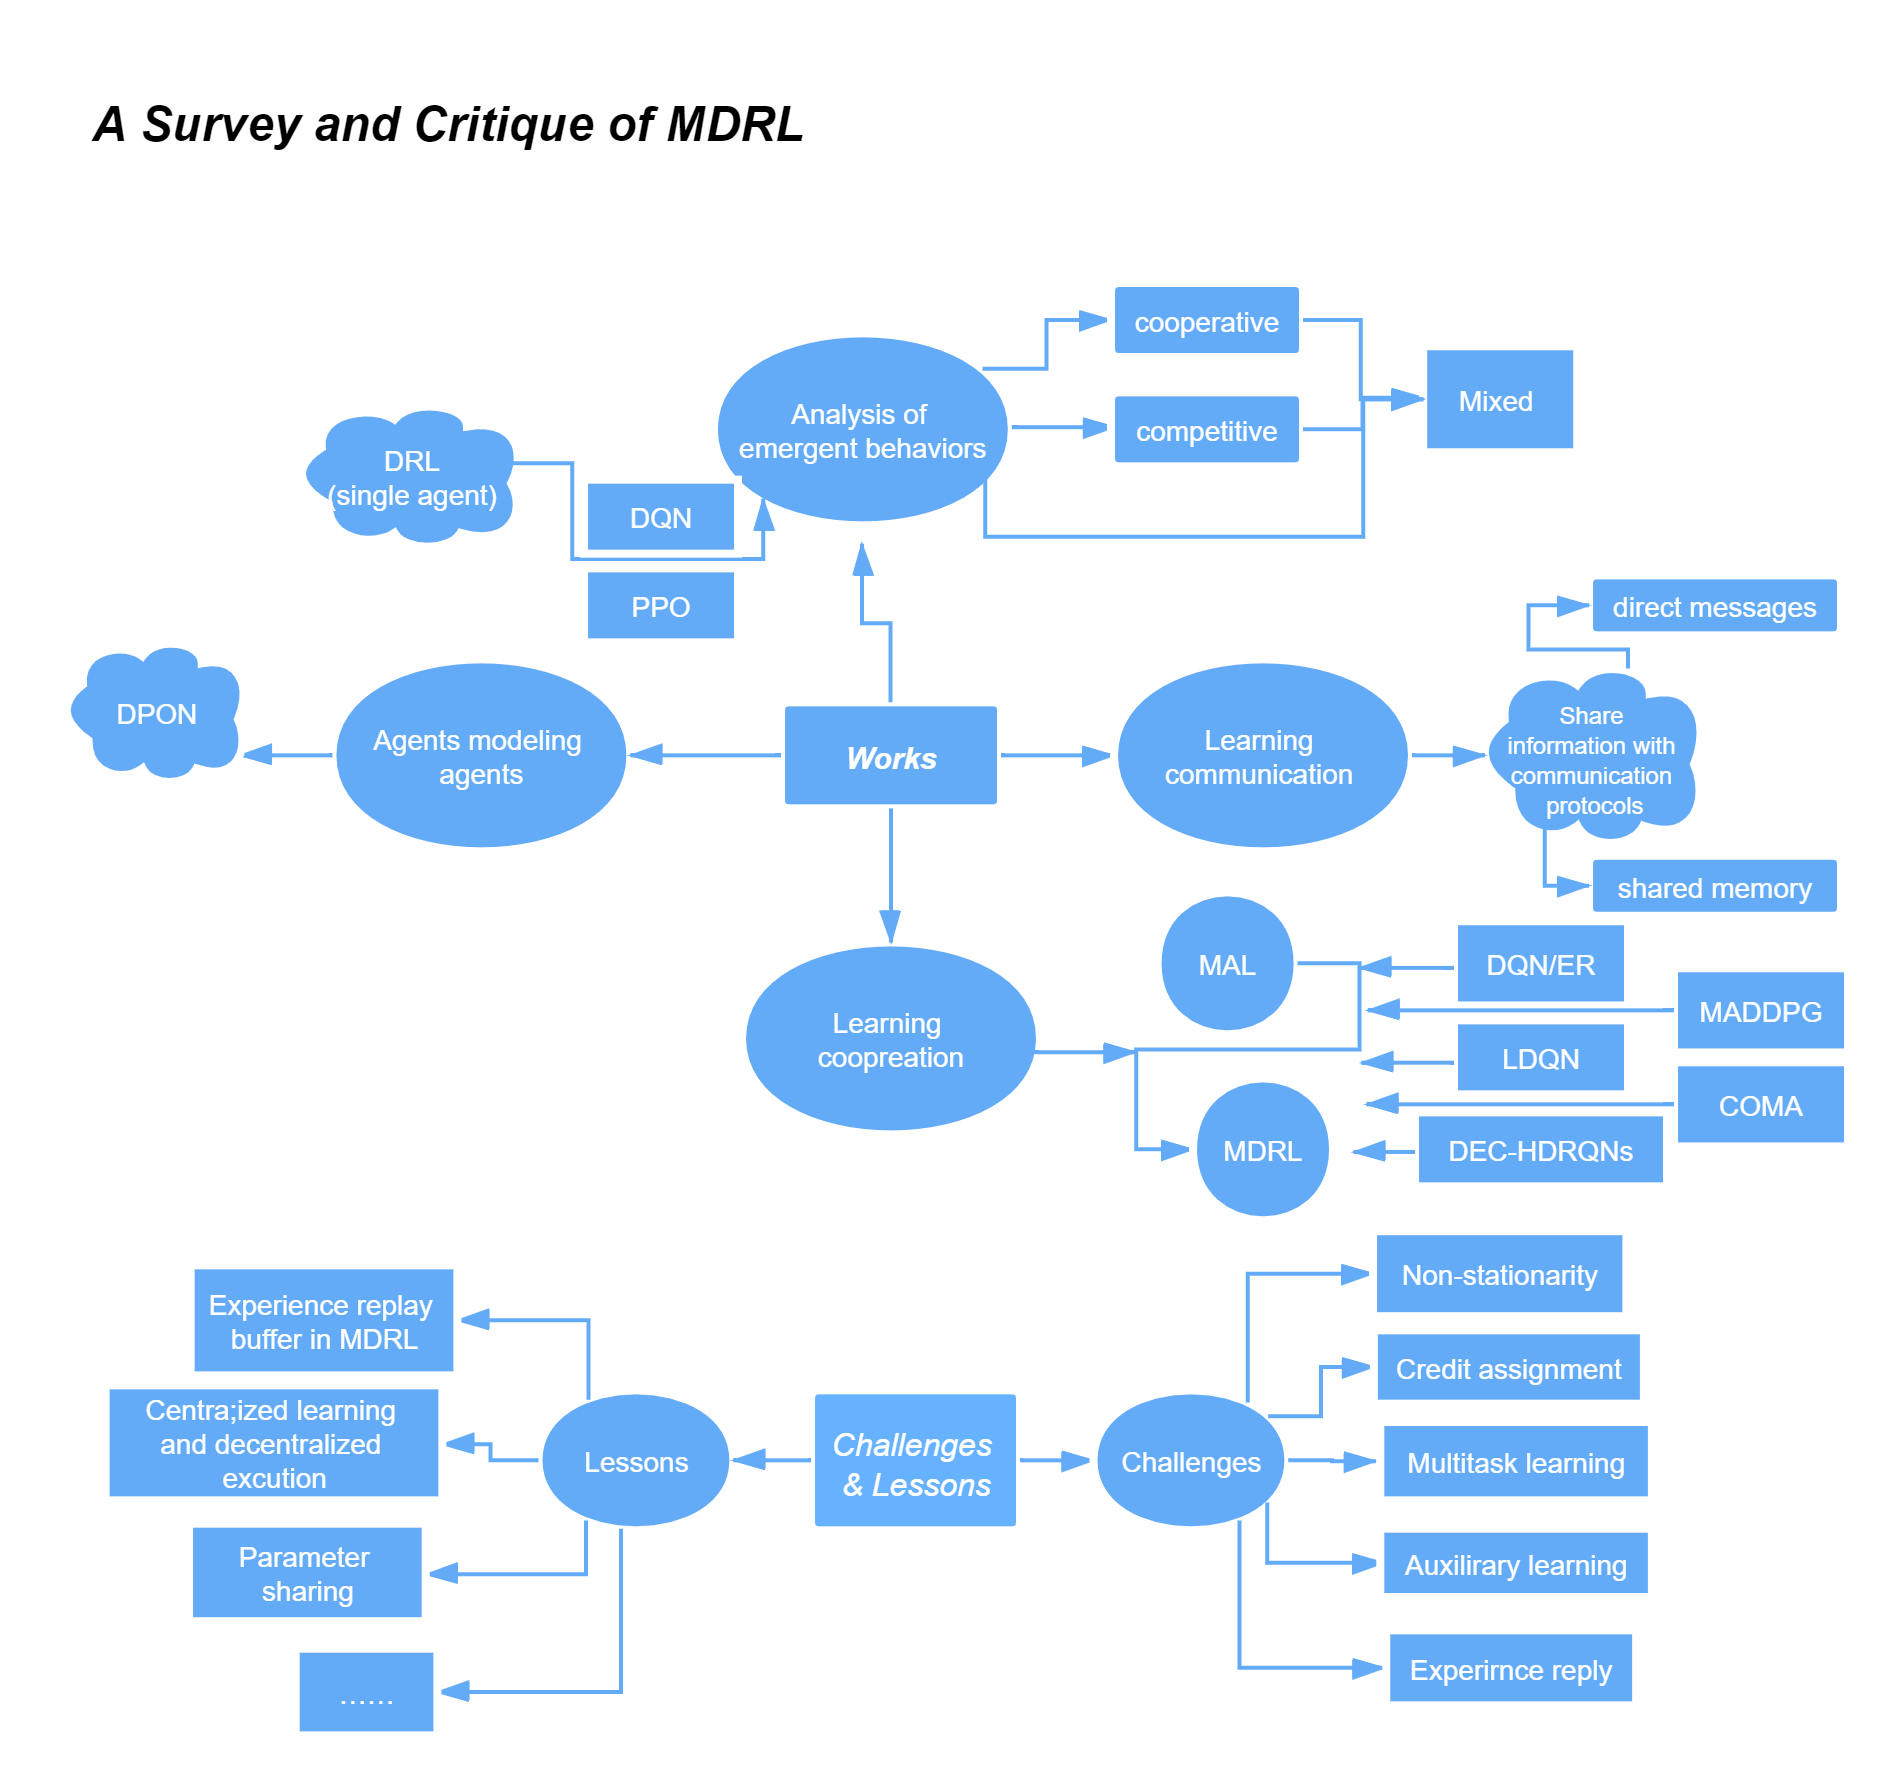 A Survey and Critique of MDRL
cooperative
Mixed
Analysis of
emergent behaviors
competitive
DRL
(single agent)
DQN
PPO
direct messages
DPON
Agents modeling
agents
Works
Learning
communication
Share
information with
communication
protocols
shared memory
MAL
DQN/ER
MADDPG
Learning
coopreation
LDQN
COMA
MDRL
DEC-HDRQNs
Non-stationarity
Experience replay
buffer in MDRL
Credit assignment
Centra;ized learning
and decentralized
excution
Lessons
Challenges
& Lessons
Challenges
Multitask learning
Parameter
sharing
Auxilirary learning
Experirnce reply
......